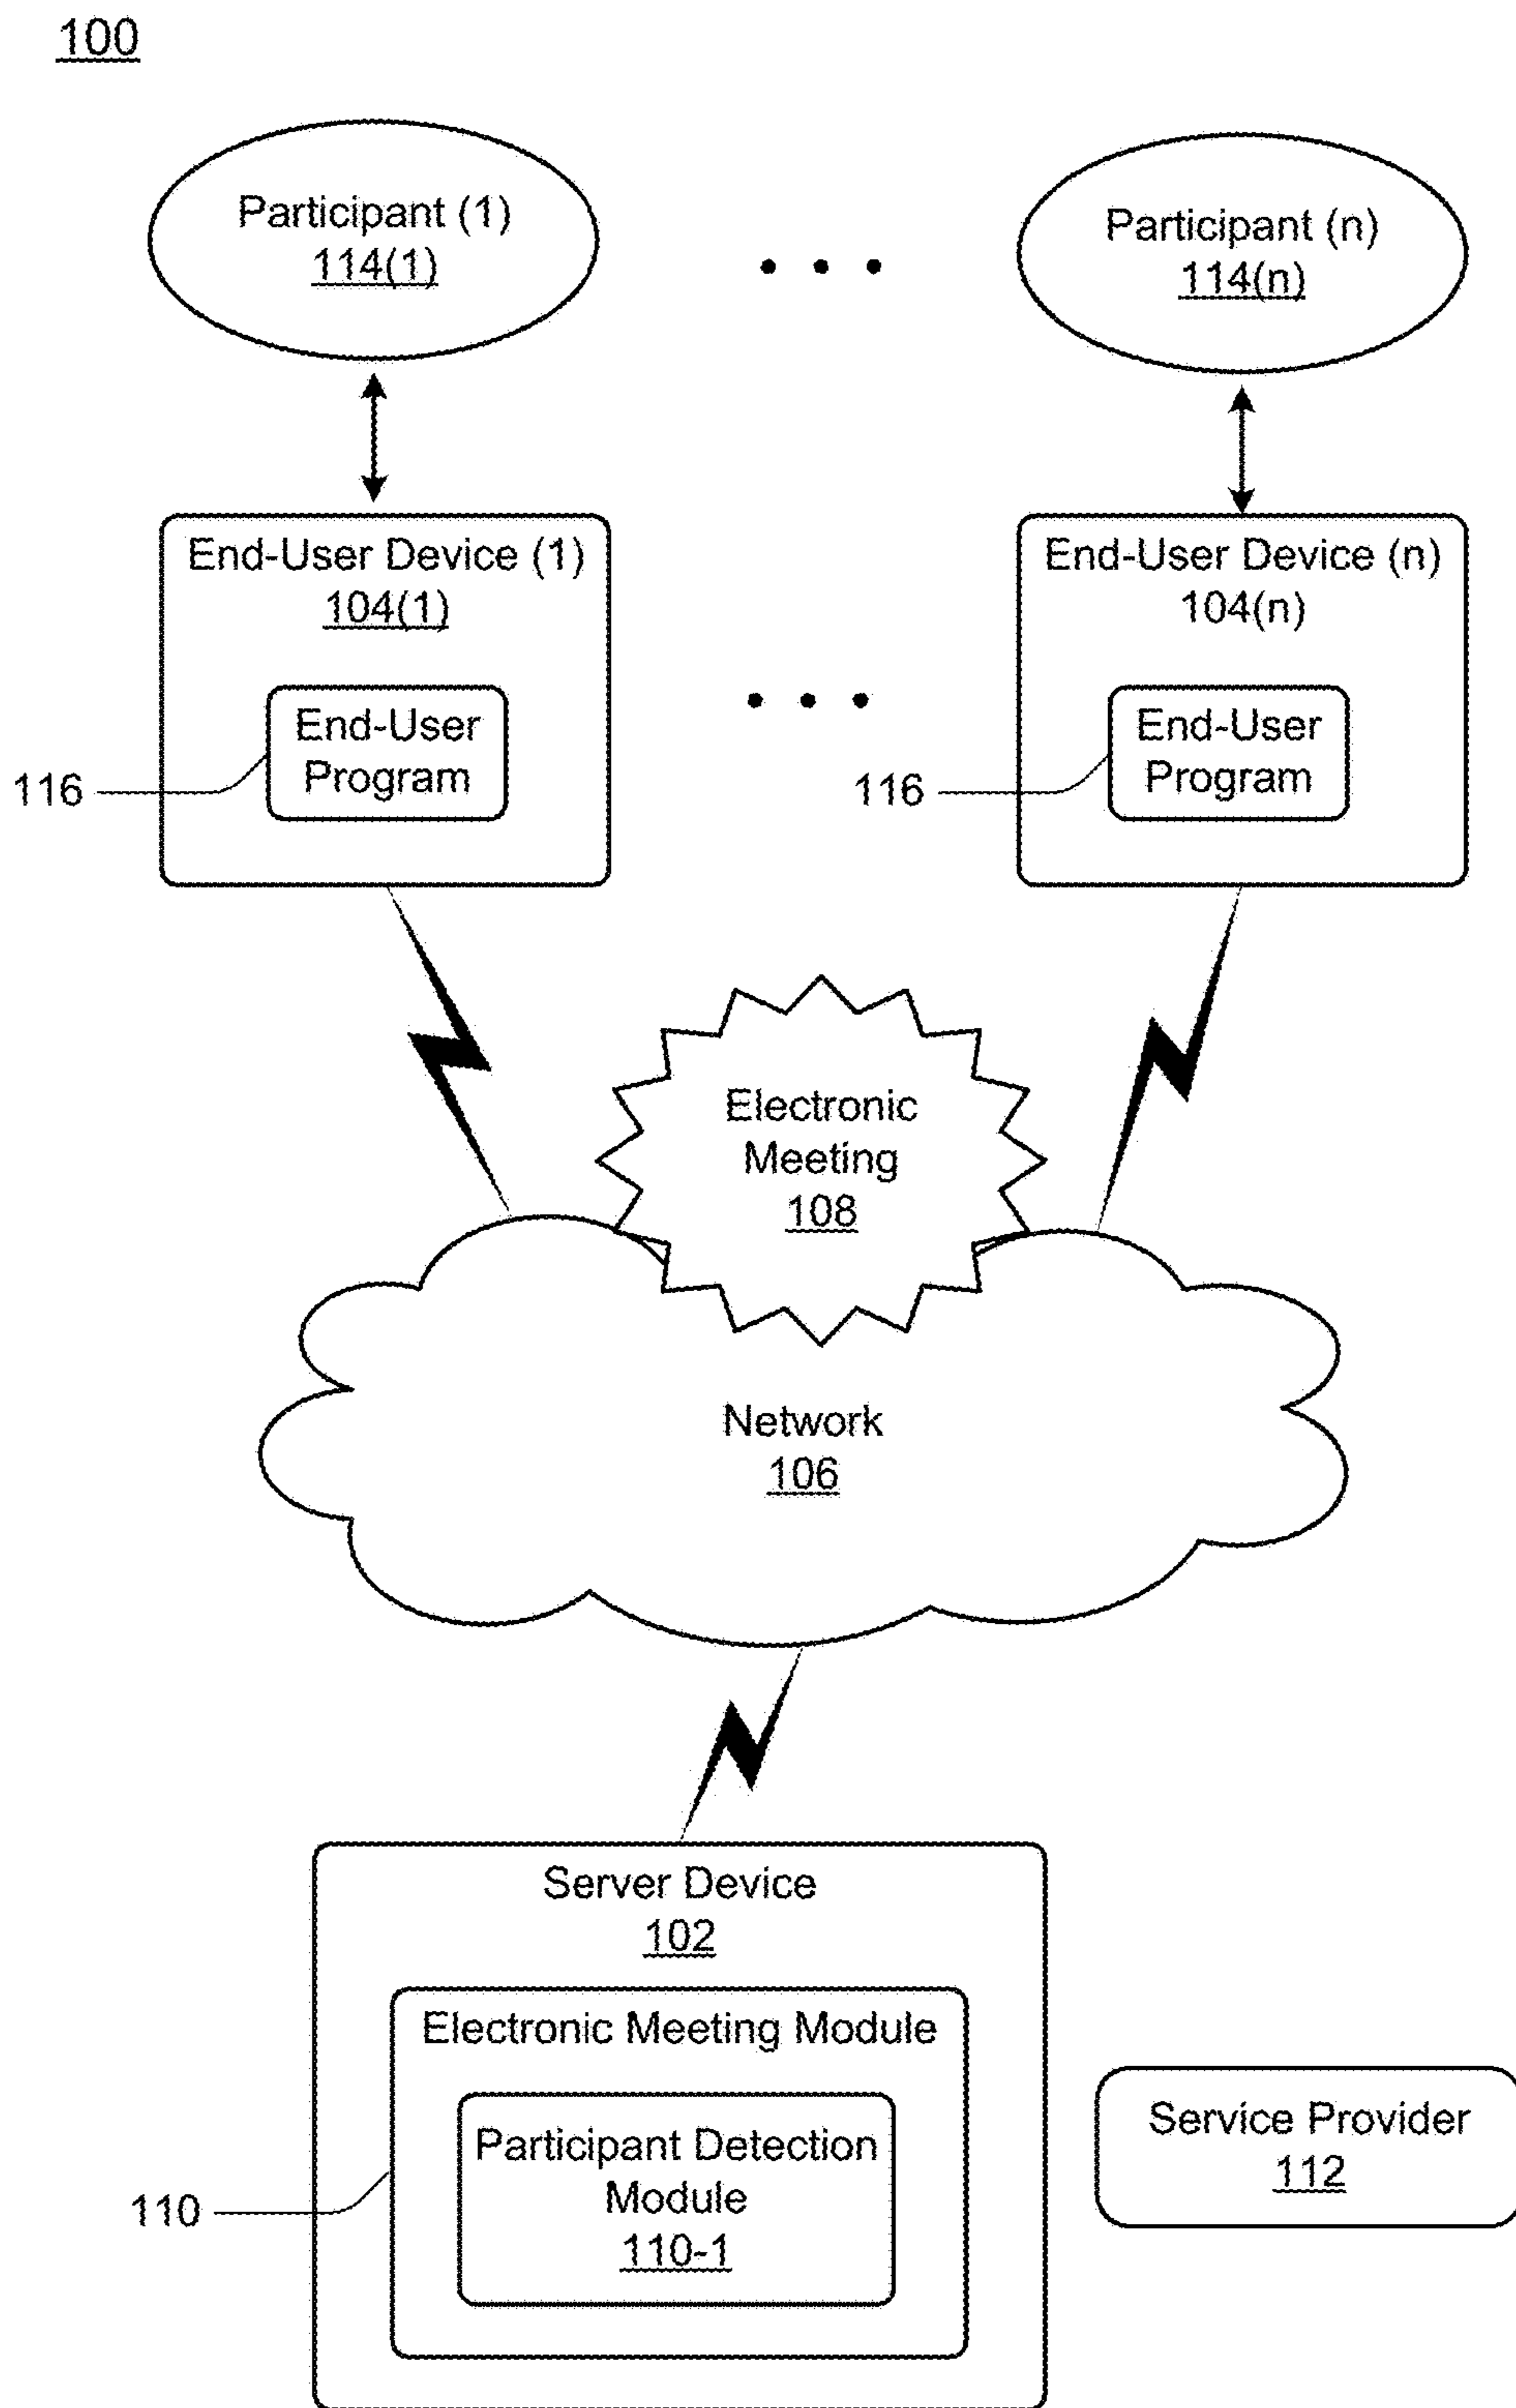 100
Participant (1)
114(1)
Participant (n)
114(n)
End-User Device (1)
104(1)
End-User Device (n)
104(n)
End-User
Program
116
End-User
Program
116
Electronic
Meeting
108
Network
106
Server Device
102
Electronic Meeting Module
Participant Detection
Module
110-1
110
Service Provider
112